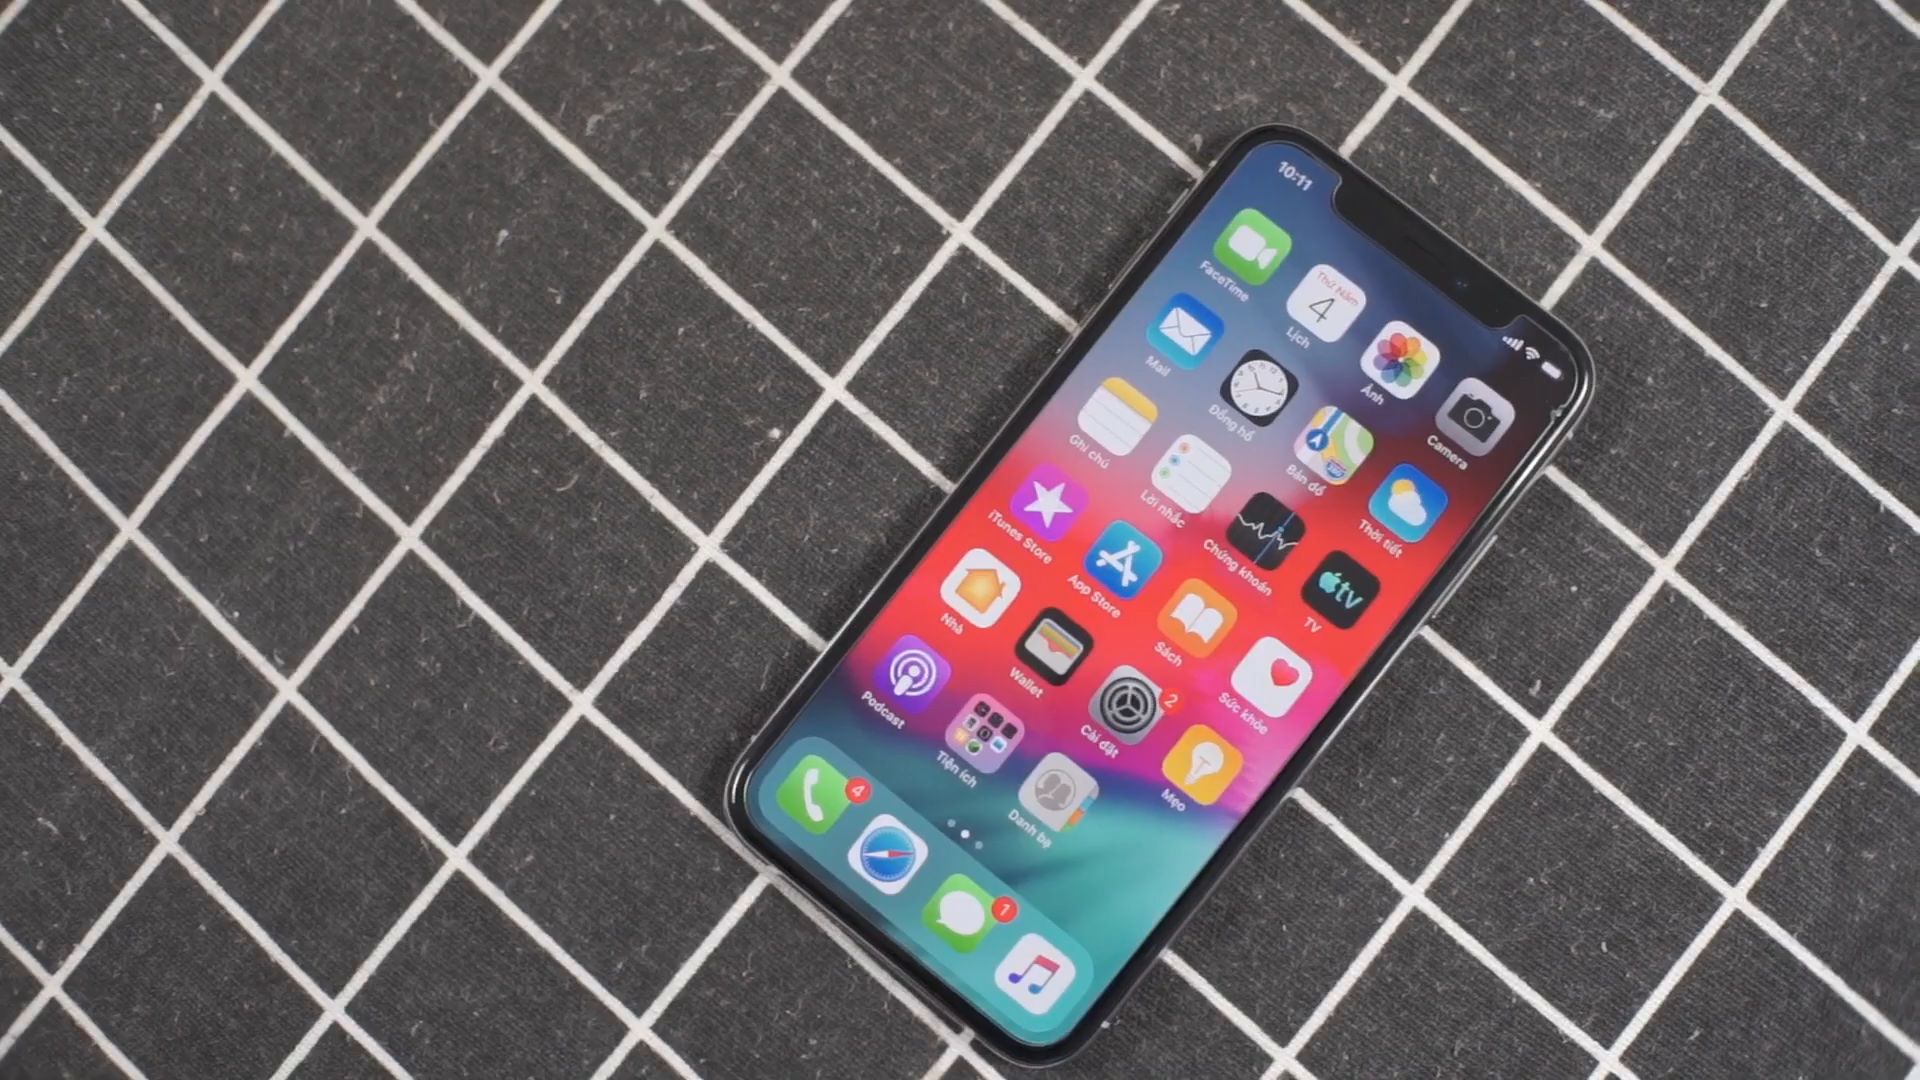 10:11
FaceTime
Thứ Năm
4
Lịch
Ảnh
Camera
Mail
Đồng hồ
Bản đồ
Thời tiết
Ghi chú
Lời nhắc
Chứng khoán
tv
TV
iTunes Store
App Store
Sách
Sức khỏe
Nhà
Wallet
2
Cài đặt
Mẹo
Podcast
Tiện ích
Danh bạ
4
1